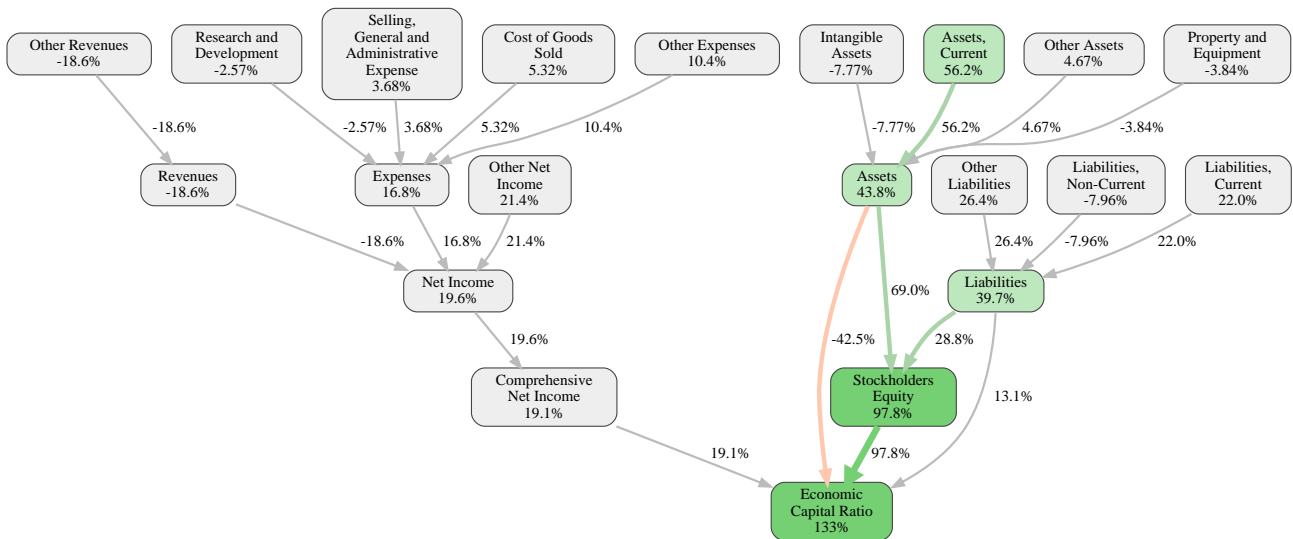 Other Revenues
-18.6%
Research and
Development
-2.57%
Selling,
General and
Administrative
Expense
3.68%
Cost of Goods
Sold
5.32%
Other Expenses
10.4%
Intangible
Assets
-7.77%
Assets,
Current
56.2%
Other Assets
4.67%
Property and
Equipment
-3.84%
-18.6%
-2.57%
3.68%
5.32%
10.4%
-7.77%
56.2%
4.67%
-3.84%
Revenues
-18.6%
Expenses
16.8%
Other Net
Income
21.4%
Assets
43.8%
Other
Liabilities
26.4%
Liabilities,
Non-Current
-7.96%
Liabilities,
Current
22.0%
-18.6%
16.8%
21.4%
26.4%
-7.96%
22.0%
Net Income
19.6%
69.0%
Liabilities
39.7%
19.6%
-42.5%
28.8%
Comprehensive
Net Income
19.1%
Stockholders
Equity
97.8%
13.1%
19.1%
97.8%
Economic
Capital Ratio
133%